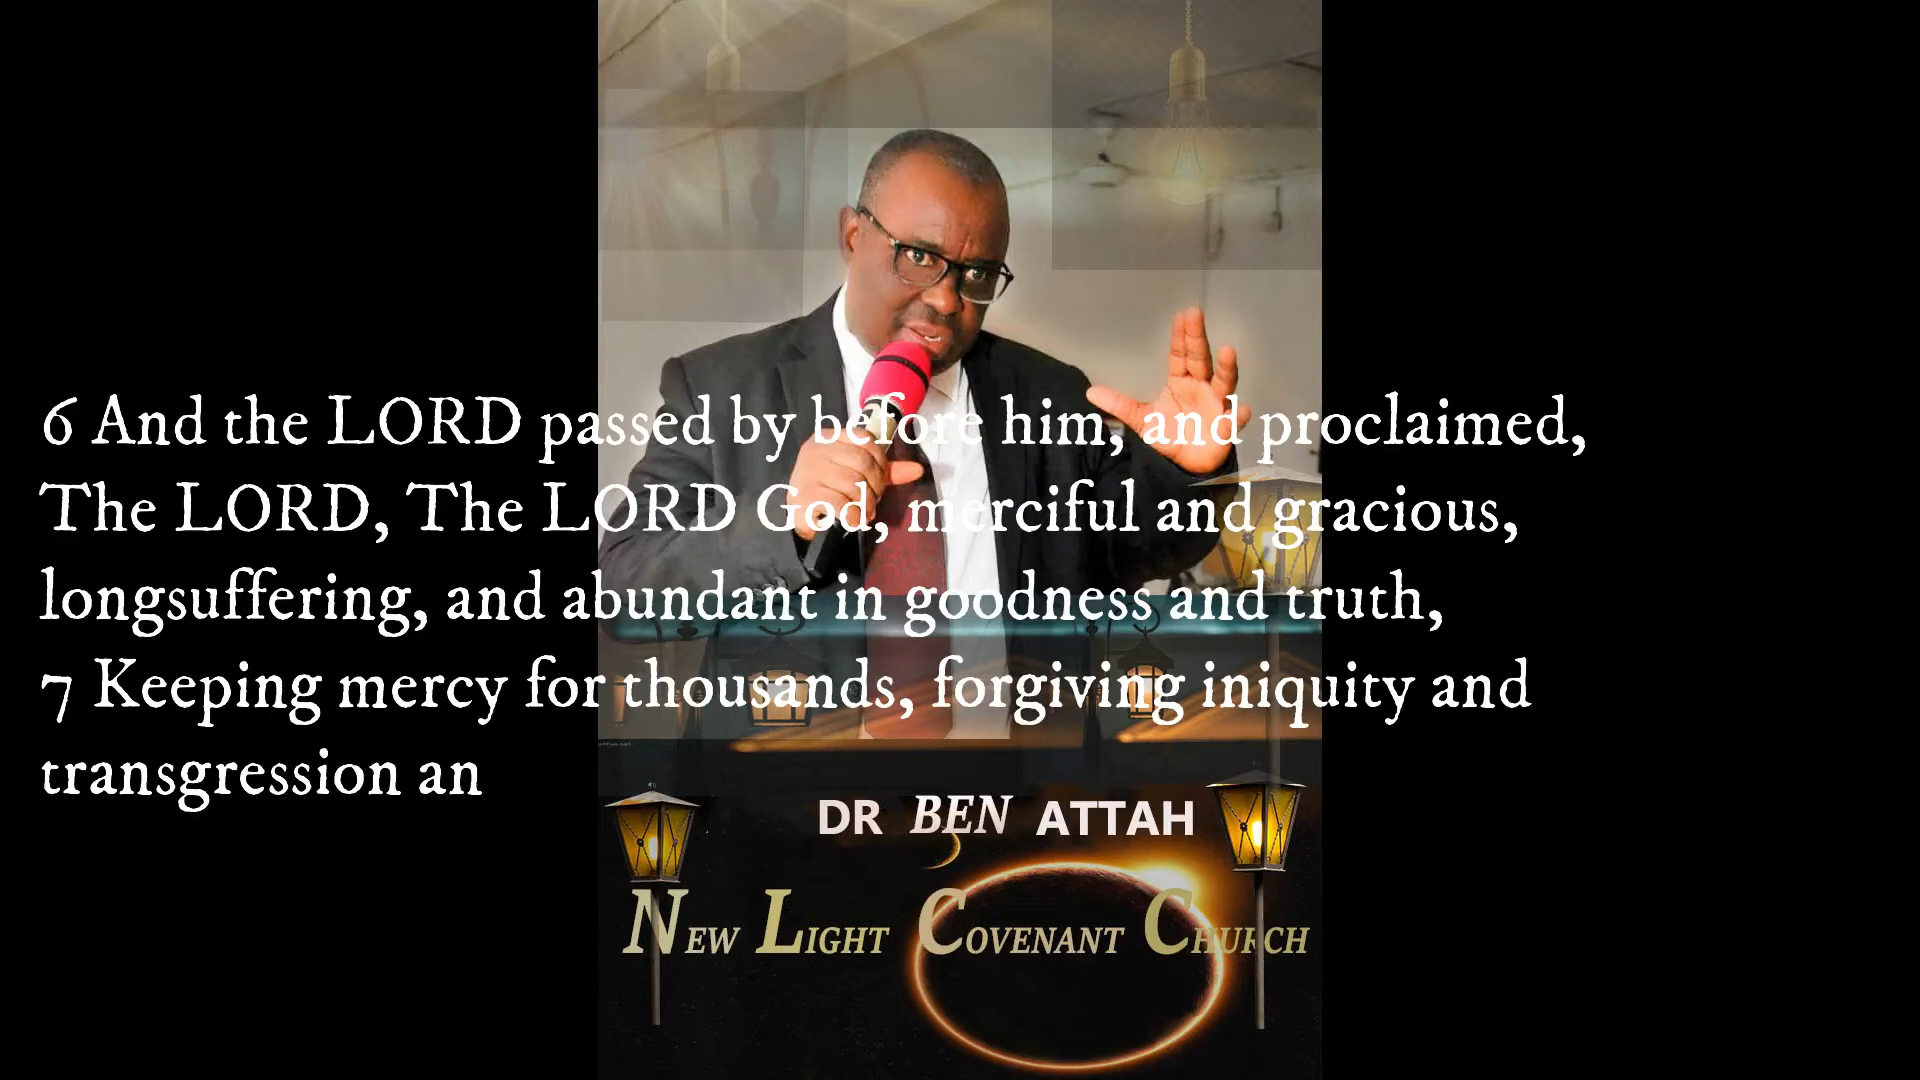 6 And the LORD passed by before him, and proclaimed,
The LORD, The LORD God, merciful and gracious,
longsuffering, and abundant in goodness and truth,
7 Keeping mercy for thousands, forgiving iniquity and
transgression an
DR BEN ATTAH
New Light Covenant Church